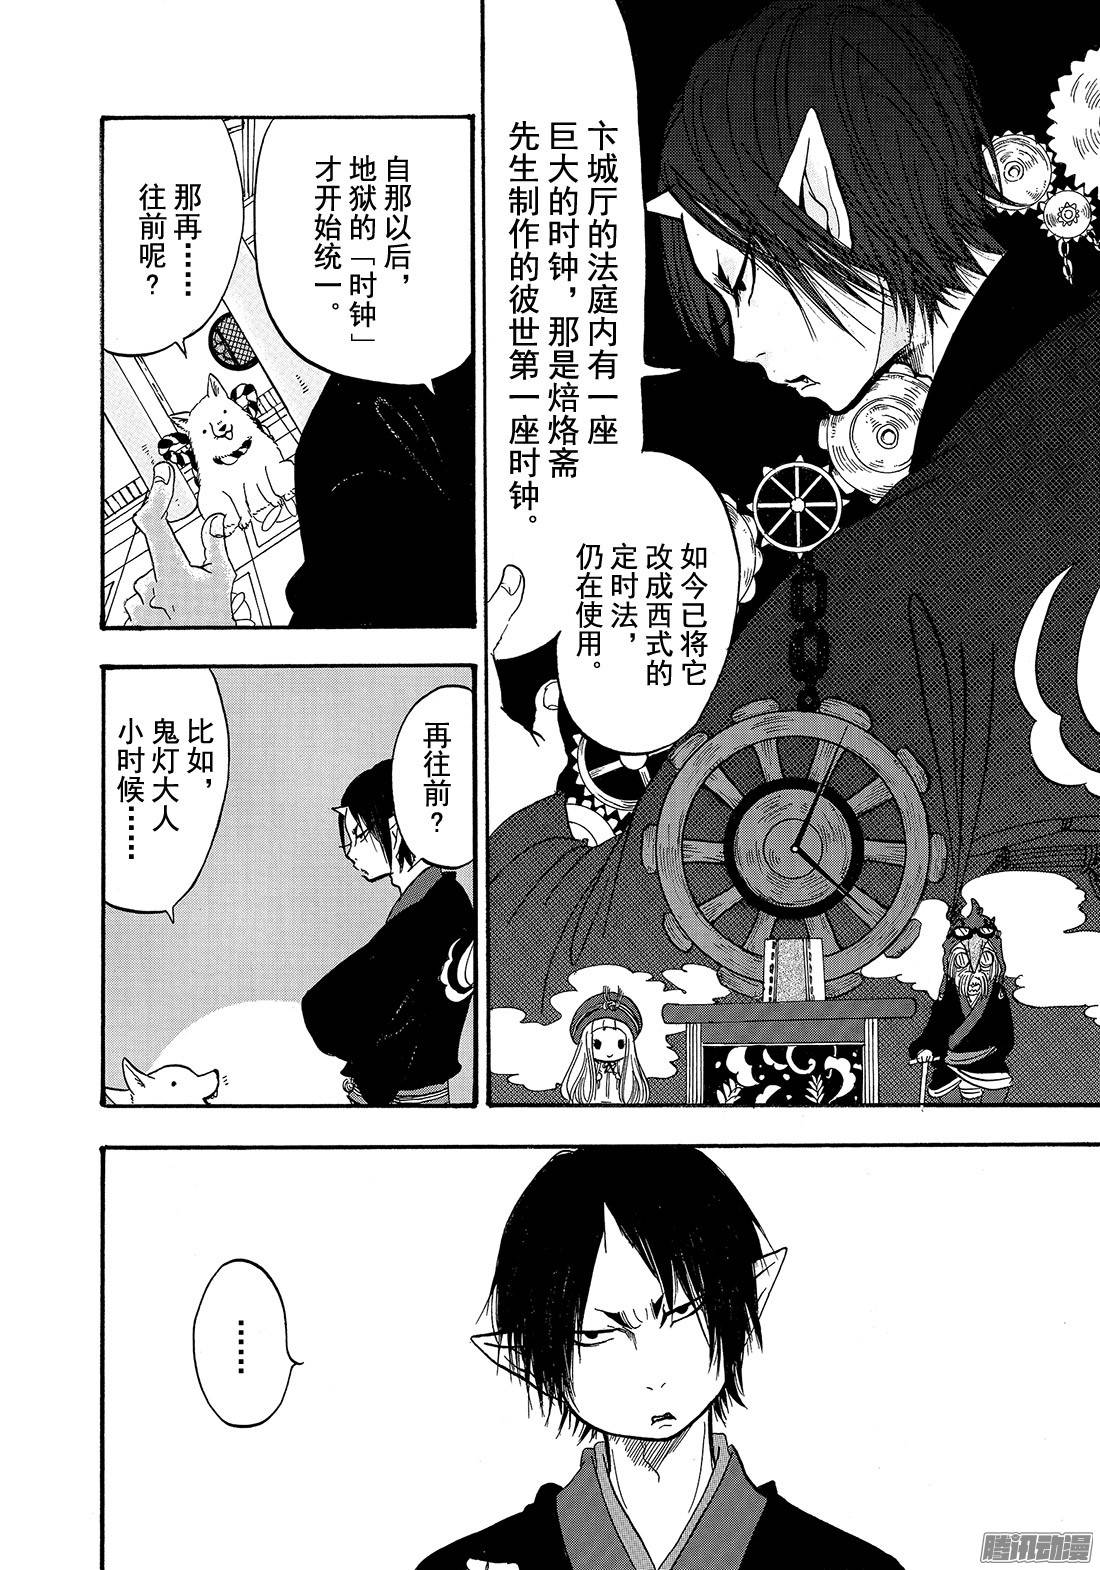 卞城厅的法庭内有一座
巨大的时钟，那是焙烙斋
先生制作的彼世第一座时钟。
如今已将它
改成西式的
定时法，
仍在使用。
自那以后，
地狱的「时钟」
才开始统一。
那再……
往前呢？
再往前？
比如，
鬼灯大人
小时候……
……
腾讯动漫